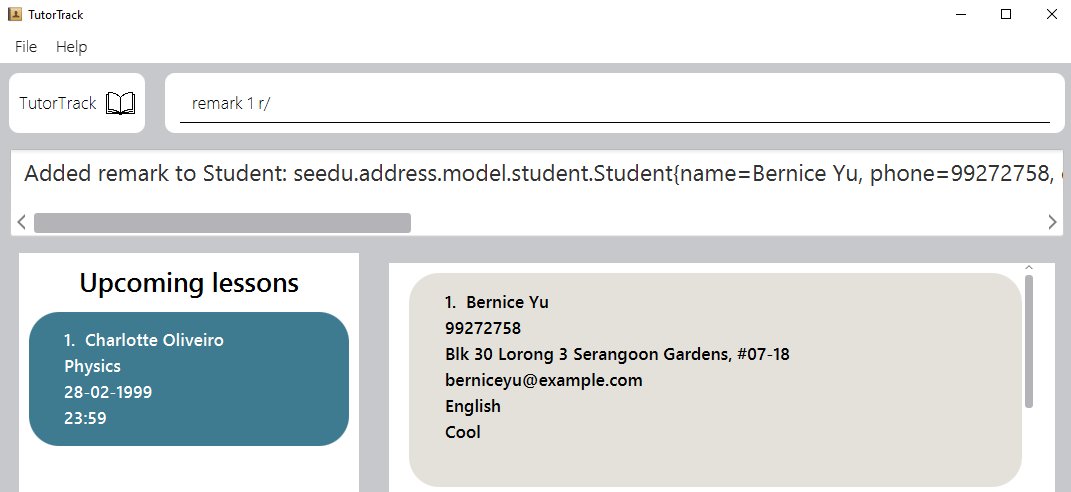 TutorTrack
File Help
TutorTrack
remark 1 r/
Added remark to Student: seedu.address.model.student.Student{name=Bernice Yu, phone=99272758,
Upcoming lessons
1. Charlotte Oliveiro
Physics
28-02-1999
23:59
1. Bernice Yu
99272758
Blk 30 Lorong 3 Serangoon Gardens, #07-18
berniceyu@example.com
English
Cool